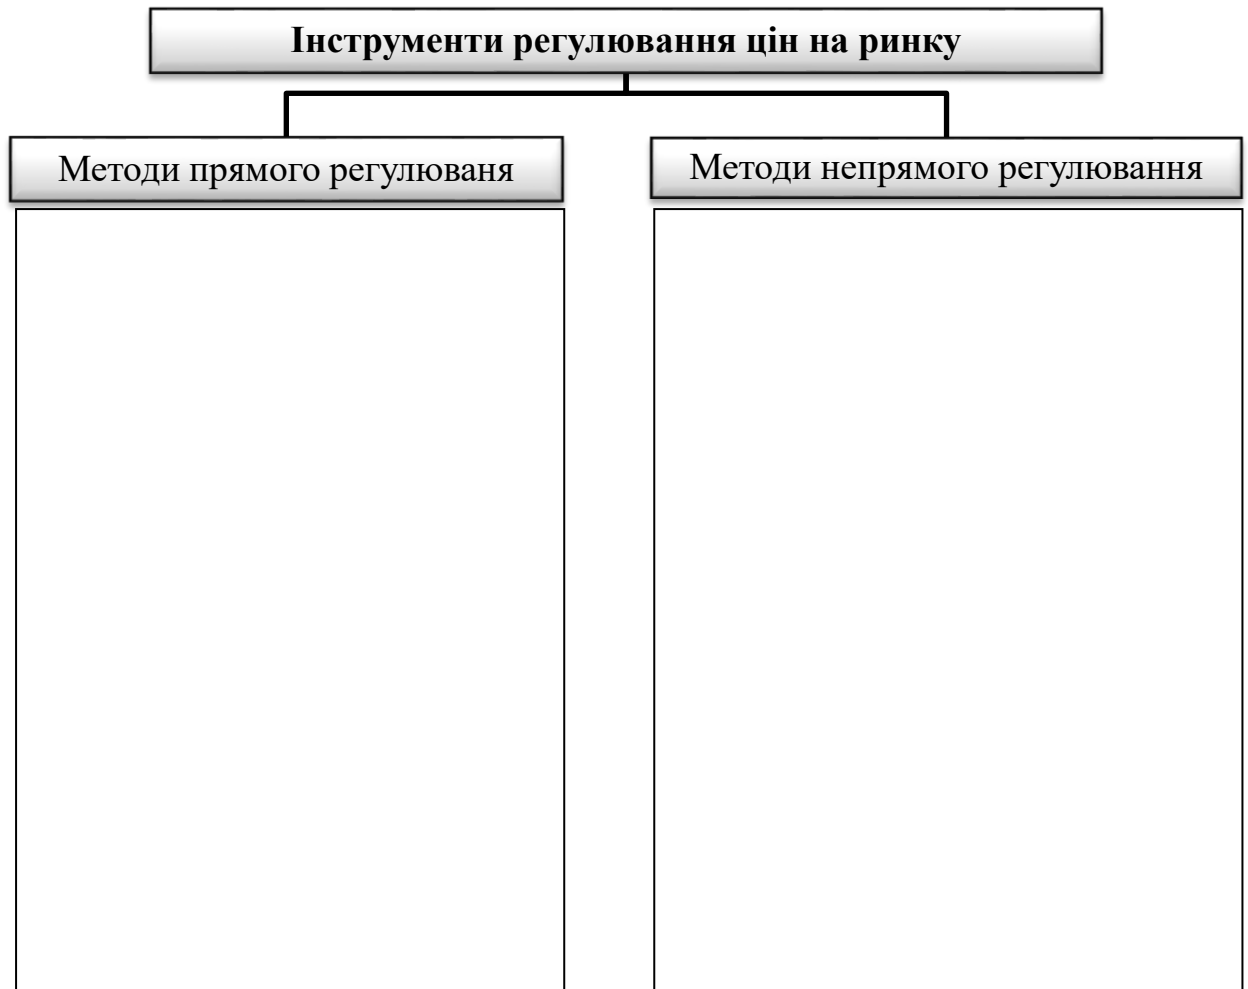 Інструменти регулювання цін на ринку
Методи прямого регулюваня
Методи непрямого регулювання